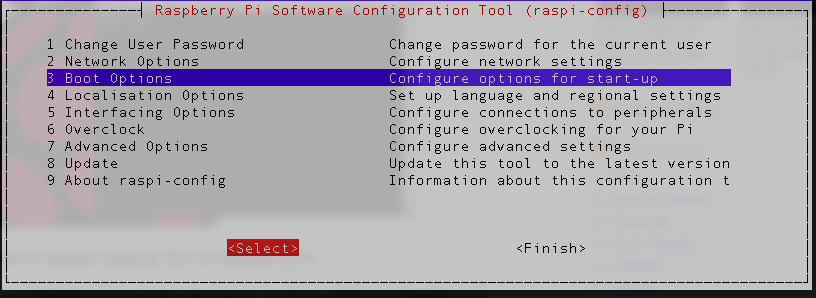 Raspberry Pi Software Configuration Tool (raspi-config)
1 Change User Password Change password for the current user
2 Network Options Configure network settings
3 Boot Options Configure options for start-up
4 Localisation Options Set up language and regional settings
5 Interfacing Options Configure connections to peripherals
6 Overclock Configure overclocking for your Pi
7 Advanced Options Configure advanced settings
8 Update Update this tool to the latest version
9 About raspi-config Information about this configuration t
<Select> <Finish>